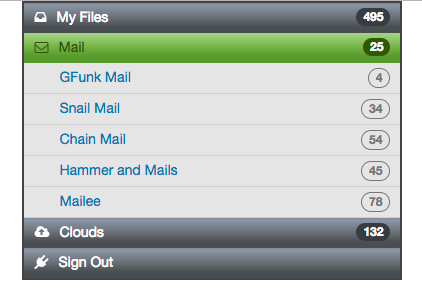 My Files 495
Mail 25
GFunk Mail 4
Snail Mail 34
Chain Mail 54
Hammer and Mails 45
Mailee 78
Clouds 132
Sign Out